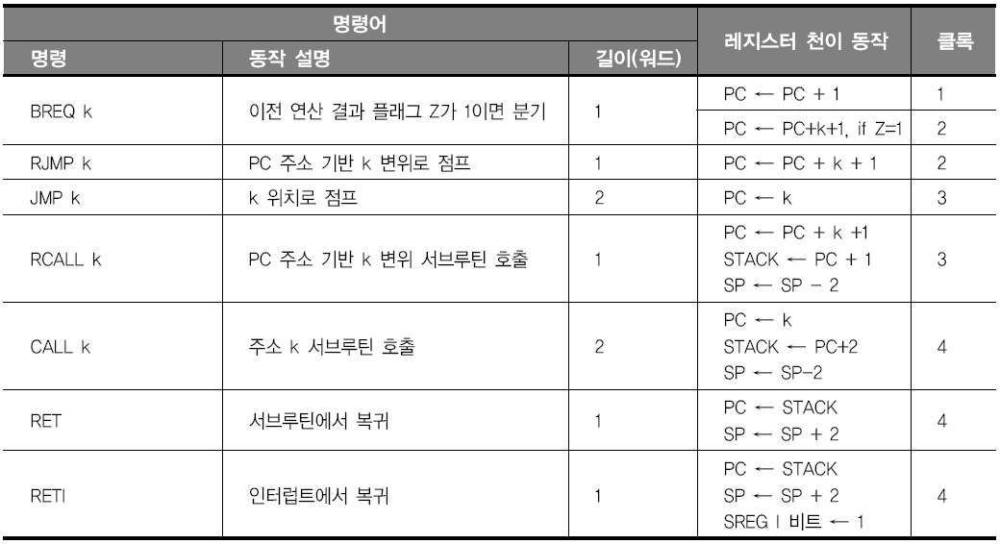 명령어 레지스터 천이 동작 클록
명령 동작 설명 길이(워드)
BREQ k 이전 연산 결과 플래그 Z가 1이면 분기 1 PC ← PC + 1 1
PC ← PC+k+1, if Z=1 2
RJMP k PC 주소 기반 k 변위로 점프 1 PC ← PC + k + 1 2
JMP k k 위치로 점프 2 PC ← k 3
RCALL k PC 주소 기반 k 변위 서브루틴 호출 1 PC ← PC + k +1 3
STACK ← PC + 1
SP ← SP - 2
CALL k 주소 k 서브루틴 호출 2 PC ← k 4
STACK ← PC+2
SP ← SP-2
RET 서브루틴에서 복귀 1 PC ← STACK 4
SP ← SP + 2
RETI 인터럽트에서 복귀 1 PC ← STACK 4
SP ← SP + 2
SREG I 비트 ← 1